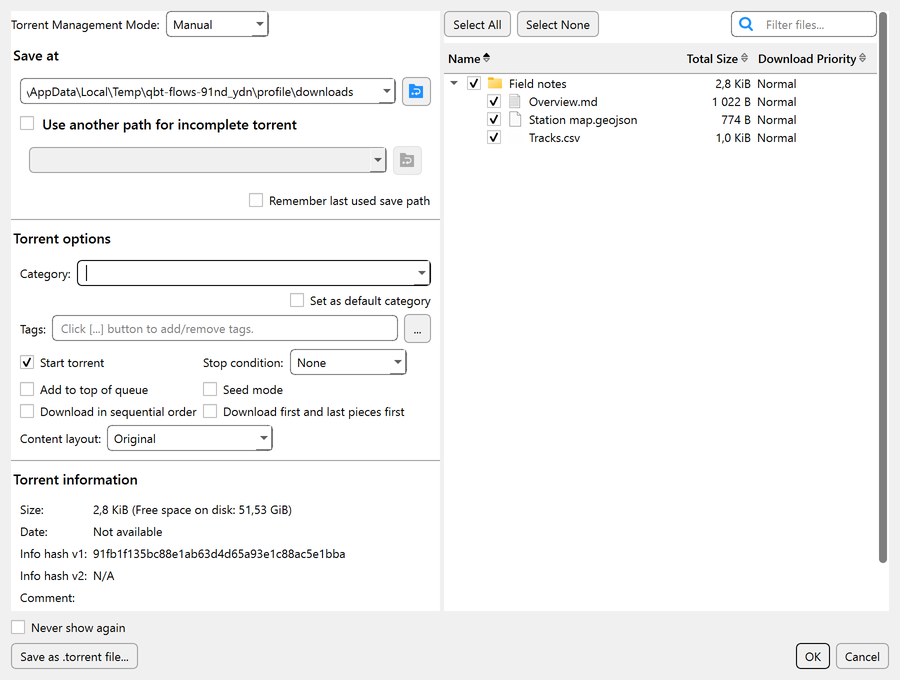 Torrent Management Mode: Manual
Save at
\AppData\Local\Temp\qbt-flows-91nd_ydn\profile\downloads
Use another path for incomplete torrent
Remember last used save path
Torrent options
Category:
Set as default category
Tags: Click [...] button to add/remove tags. ...
Start torrent Stop condition: None
Add to top of queue Seed mode
Download in sequential order Download first and last pieces first
Content layout: Original
Torrent information
Size: 2,8 KiB (Free space on disk: 51,53 GiB)
Date: Not available
Info hash v1: 91fb1f135bc88e1ab63d4d65a93e1c88ac5e1bba
Info hash v2: N/A
Comment:
Select All Select None Filter files...
Name Total Size Download Priority
Field notes 2,8 KiB Normal
Overview.md 1 022 B Normal
Station map.geojson 774 B Normal
Tracks.csv 1,0 KiB Normal
Never show again
Save as .torrent file... OK Cancel